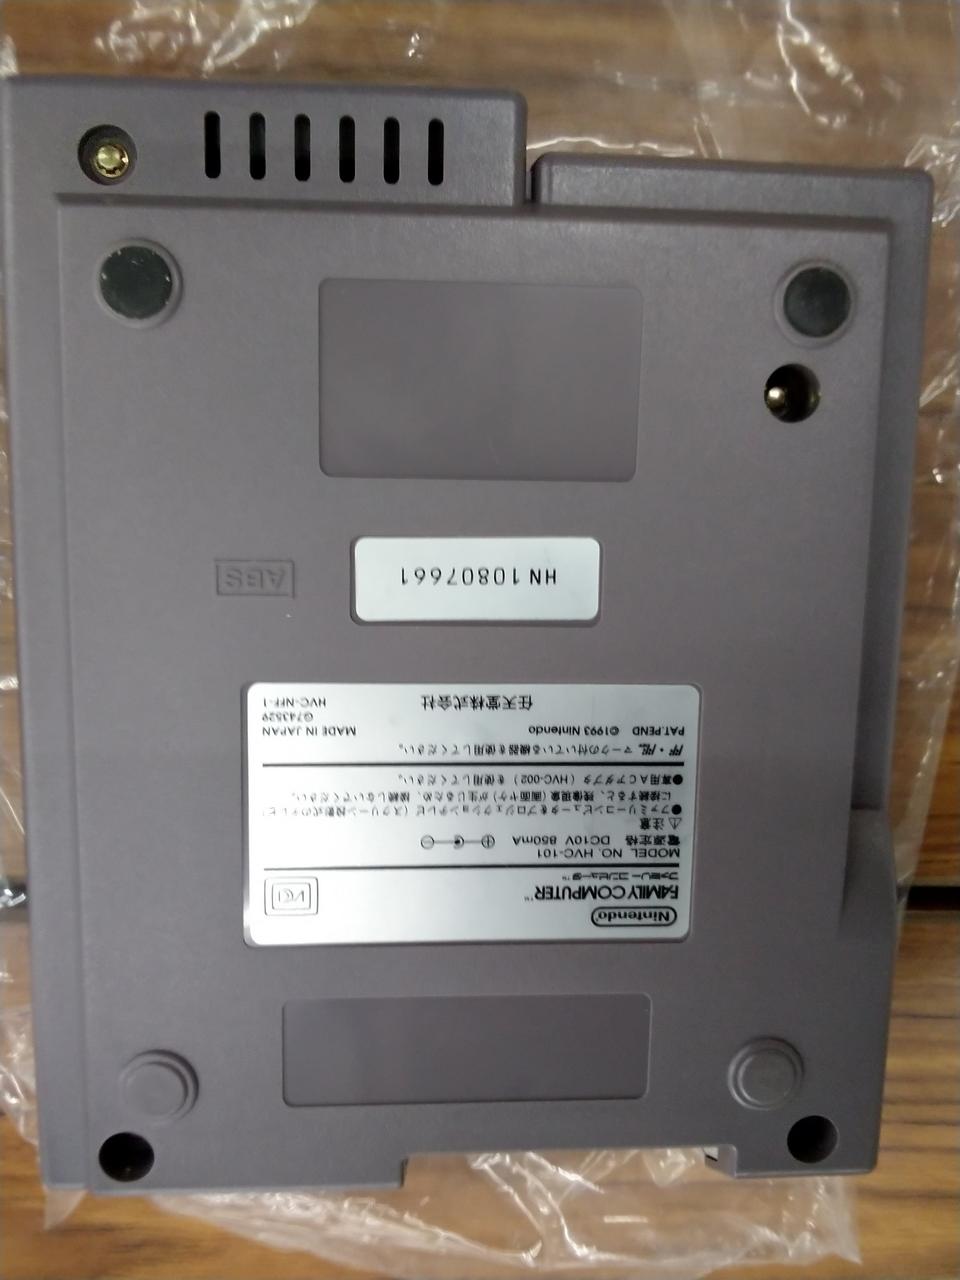 Nintendo
FAMILY COMPUTER™
ファミリーコンピュータ™
VCI
MODEL NO. HVC-101
電源定格 DC10V 850mA
⚠注意
●ファミリーコンピュータをプロジェクションテレビ(スクリーン投影式のテレビ)
に接続すると、残像現象(画面ヤケ)が生じるため、接続しないでください。
●専用ACアダプタ(HVC-002)を使用してください。
マークの付いている機器を使用してください。
PAT.PEND ©1993 Nintendo MADE IN JAPAN
G743529
任天堂株式会社 HVC-NFF-1
HN 10807661
ABS